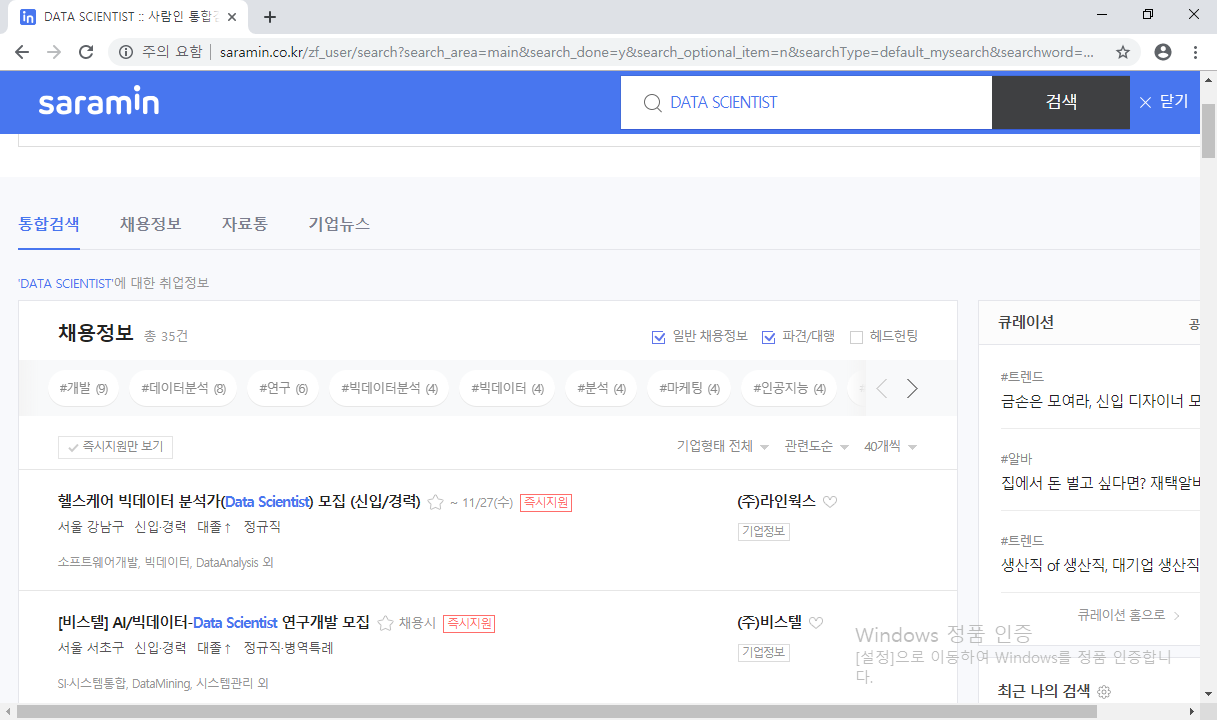 DATA SCIENTIST :: 사람인 통합검
주의 요함 | saramin.co.kr/zf_user/search?search_area=main&search_done=y&search_optional_item=n&searchType=default_mysearch&searchword=...
saramin
DATA SCIENTIST
검색
닫기
통합검색 채용정보 자료통 기업뉴스
'DATA SCIENTIST'에 대한 취업정보
채용정보 총 35건
일반 채용정보 파견/대행 헤드헌팅
#개발 (9) #데이터분석 (8) #연구 (6) #빅데이터분석 (4) #빅데이터 (4) #분석 (4) #마케팅 (4) #인공지능 (4) #
즉시지원만 보기
기업형태 전체 관련도순 40개씩
헬스케어 빅데이터 분석가(Data Scientist) 모집 (신입/경력) ~ 11/27(수) 즉시지원
(주)라인웍스
서울 강남구 신입·경력 대졸↑ 정규직
기업정보
소프트웨어개발, 빅데이터, DataAnalysis 외
[비스텔] AI/빅데이터-Data Scientist 연구개발 모집 채용시 즉시지원
(주)비스텔
서울 서초구 신입·경력 대졸↑ 정규직·병역특례
기업정보
SI·시스템통합, DataMining, 시스템관리 외
큐레이션
공
#트렌드
금손은 모여라, 신입 디자이너 모
#알바
집에서 돈 벌고 싶다면? 재택알바
#트렌드
생산직 of 생산직, 대기업 생산직
큐레이션 홈으로
Windows 정품 인증
[설정]으로 이동하여 Windows를 정품 인증합니
다.
최근 나의 검색